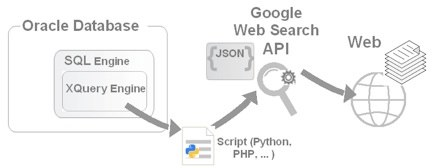 Oracle Database
SQL Engine
XQuery Engine
Script (Python,
PHP, ... )
{JSON}
Google
Web Search
API
Web